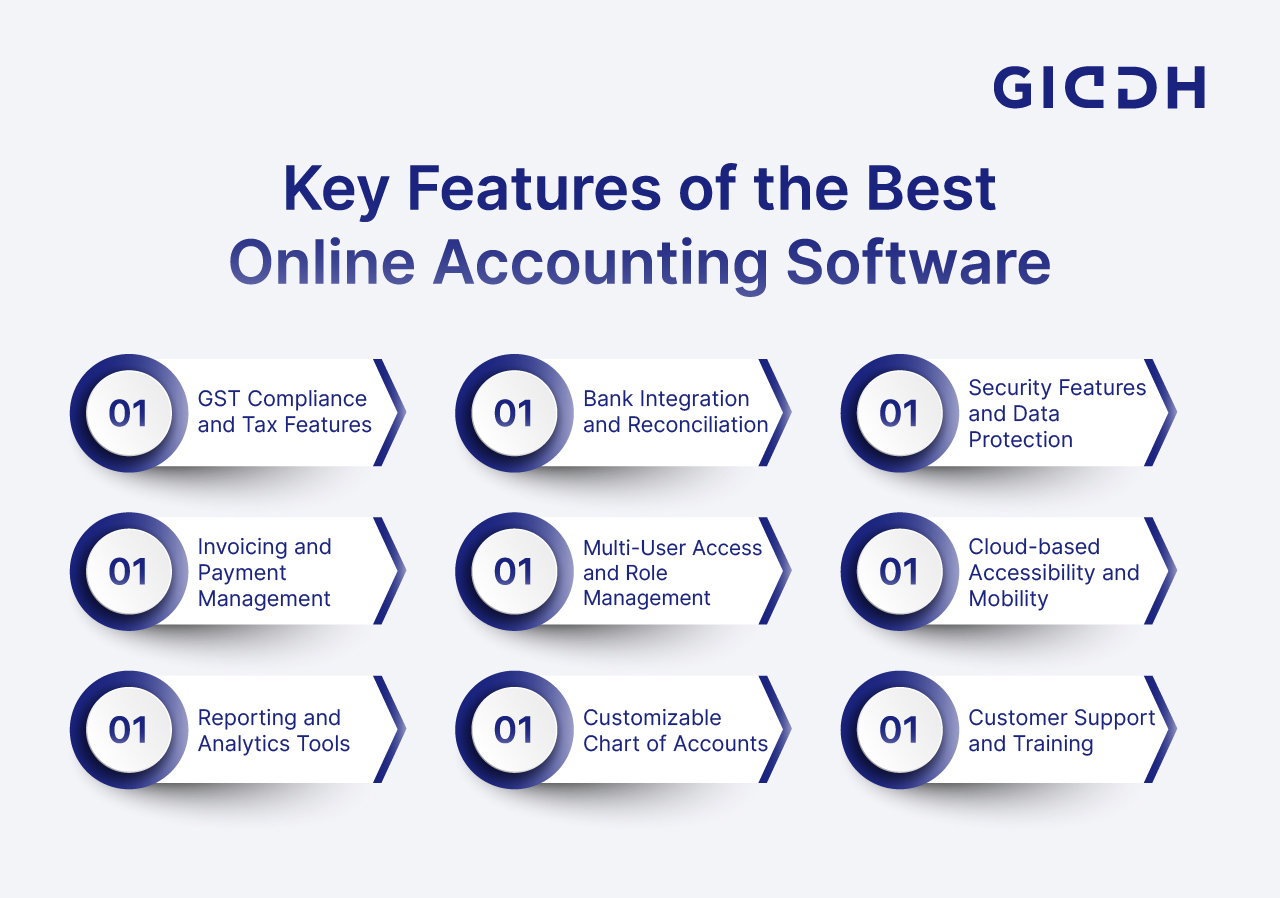 GICDH
Key Features of the Best
Online Accounting Software
01
GST Compliance
and Tax Features
01
Bank Integration
and Reconciliation
01
Security Features
and Data
Protection
01
Invoicing and
Payment
Management
01
Multi-User Access
and Role
Management
01
Cloud-based
Accessibility and
Mobility
01
Reporting and
Analytics Tools
01
Customizable
Chart of Accounts
01
Customer Support
and Training